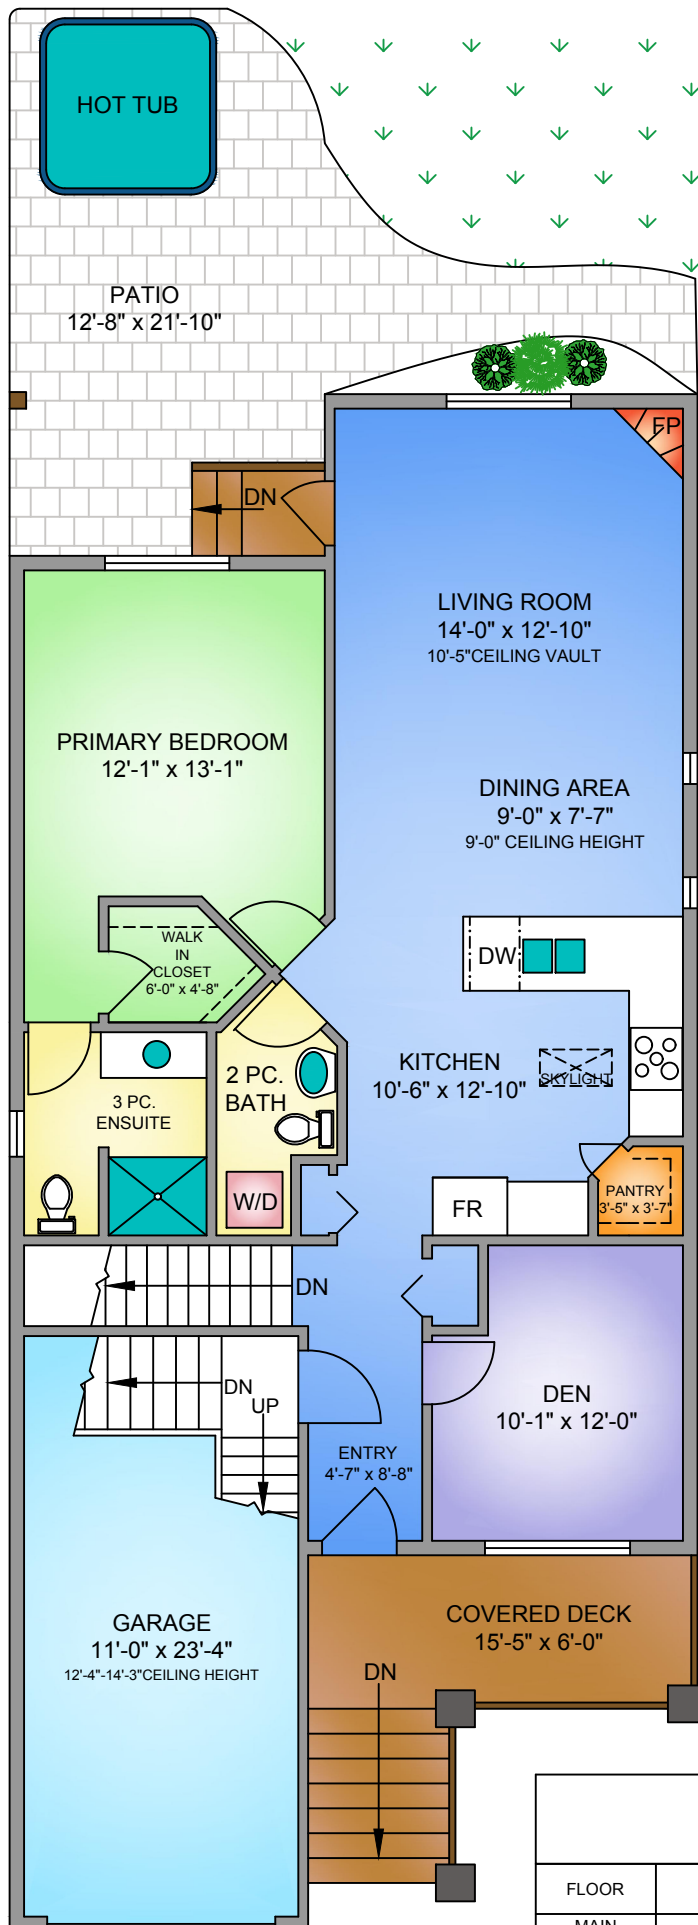 HOT TUB
PATIO
12'-8" x 21'-10"
FP
DN
LIVING ROOM
14'-0" x 12'-10"
10'-5"CEILING VAULT
PRIMARY BEDROOM
12'-1" x 13'-1"
DINING AREA
9'-0" x 7'-7"
9'-0" CEILING HEIGHT
WALK
IN
CLOSET
6'-0" x 4'-8"
DW
KITCHEN
10'-6" x 12'-10"
SKYLIGHT
2 PC.
BATH
3 PC.
ENSUITE
W/D
FR
PANTRY
3'-5" x 3'-7"
DN
DN
UP
DEN
10'-1" x 12'-0"
ENTRY
4'-7" x 8'-8"
GARAGE
11'-0" x 23'-4"
12'-4"-14'-3"CEILING HEIGHT
COVERED DECK
15'-5" x 6'-0"
DN
FLOOR
MAIN